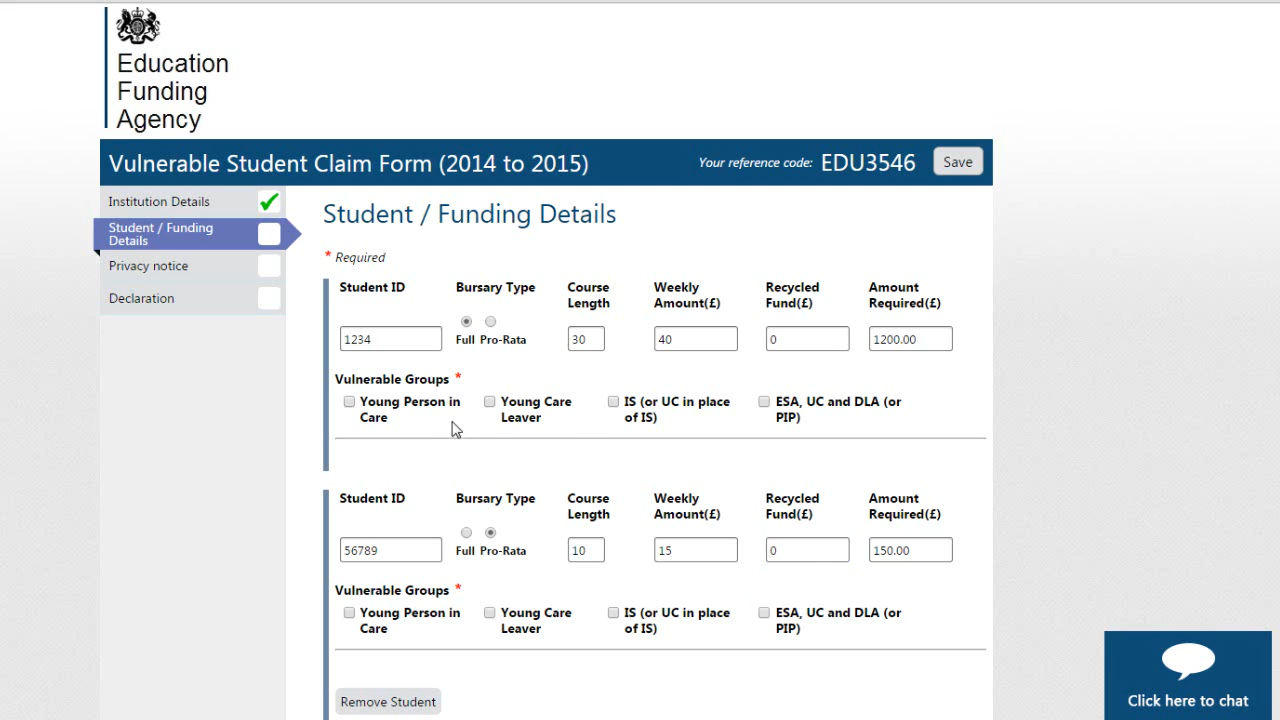 Education
Funding
Agency
Vulnerable Student Claim Form (2014 to 2015)
Your reference code: EDU3546
Save
Institution Details
Student / Funding
Details
Privacy notice
Declaration
Student / Funding Details
* Required
Student ID Bursary Type Course Length Weekly Amount(£) Recycled Fund(£) Amount Required(£)
1234 Full Pro-Rata 30 40 0 1200.00
Vulnerable Groups *
Young Person in Care Young Care Leaver IS (or UC in place of IS) ESA, UC and DLA (or PIP)
Student ID Bursary Type Course Length Weekly Amount(£) Recycled Fund(£) Amount Required(£)
56789 Full Pro-Rata 10 15 0 150.00
Vulnerable Groups *
Young Person in Care Young Care Leaver IS (or UC in place of IS) ESA, UC and DLA (or PIP)
Remove Student
Click here to chat